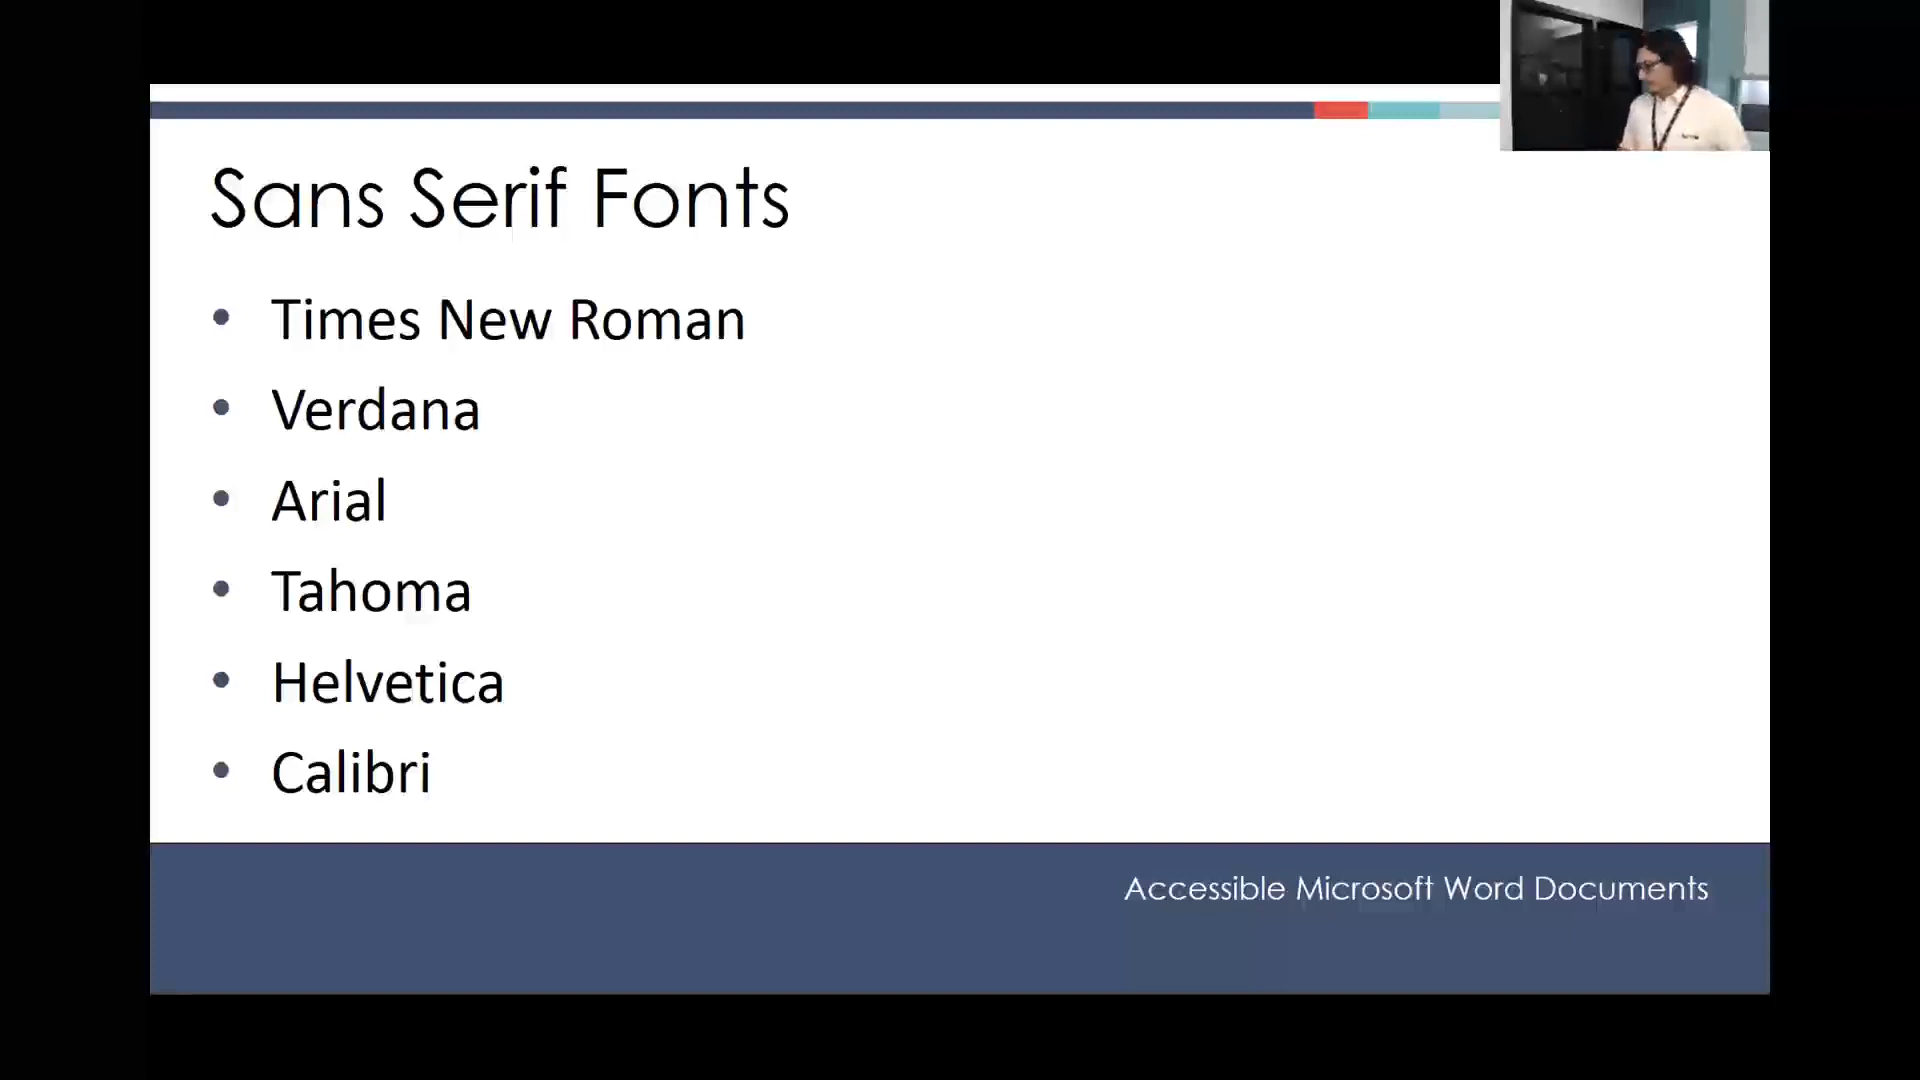 Sans Serif Fonts
• Times New Roman
• Verdana
• Arial
• Tahoma
• Helvetica
• Calibri
Accessible Microsoft Word Documents